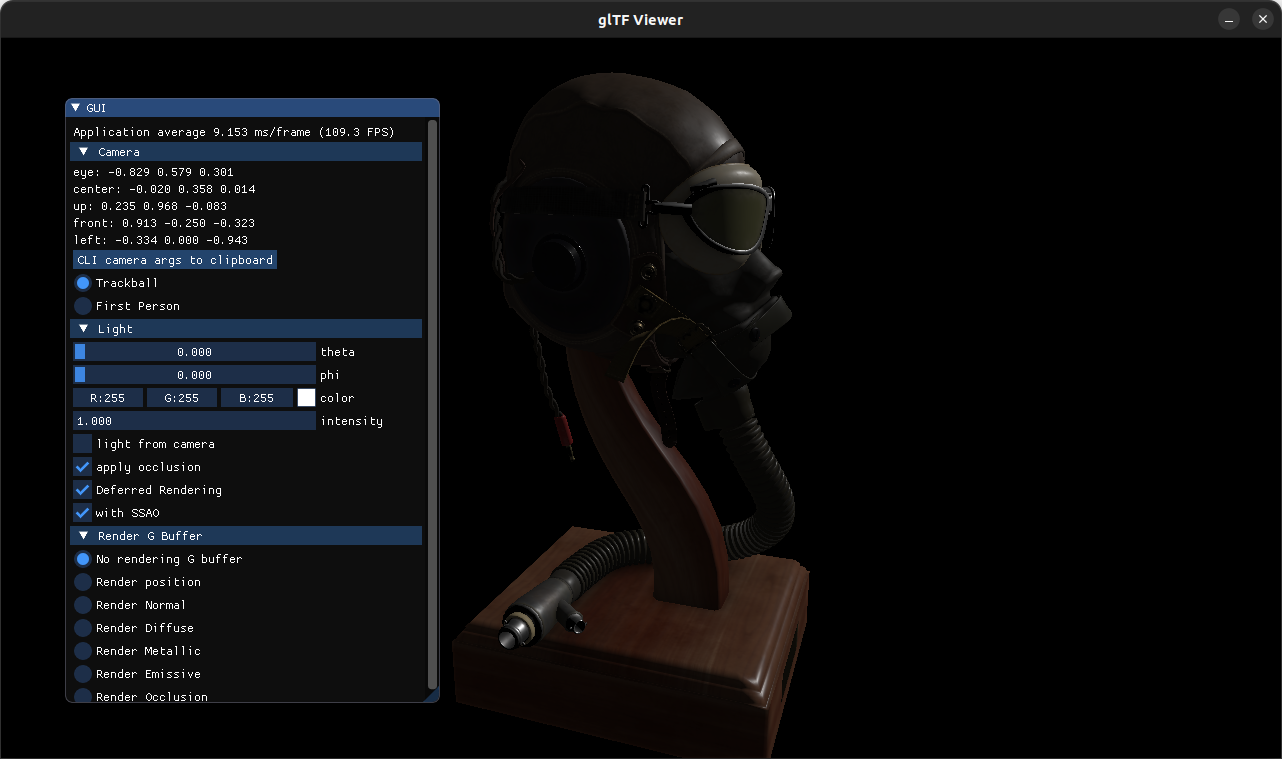 glTF Viewer
GUI
Application average 9.153 ms/frame (109.3 FPS)
Camera
eye: -0.829 0.579 0.301
center: -0.020 0.358 0.014
up: 0.235 0.968 -0.083
front: 0.913 -0.250 -0.323
left: -0.334 0.000 -0.943
CLI camera args to clipboard
Trackball
First Person
Light
0.000 theta
0.000 phi
R:255 G:255 B:255 color
1.000 intensity
light from camera
apply occlusion
Deferred Rendering
with SSAO
Render G Buffer
No rendering G buffer
Render position
Render Normal
Render Diffuse
Render Metallic
Render Emissive
Render Occlusion